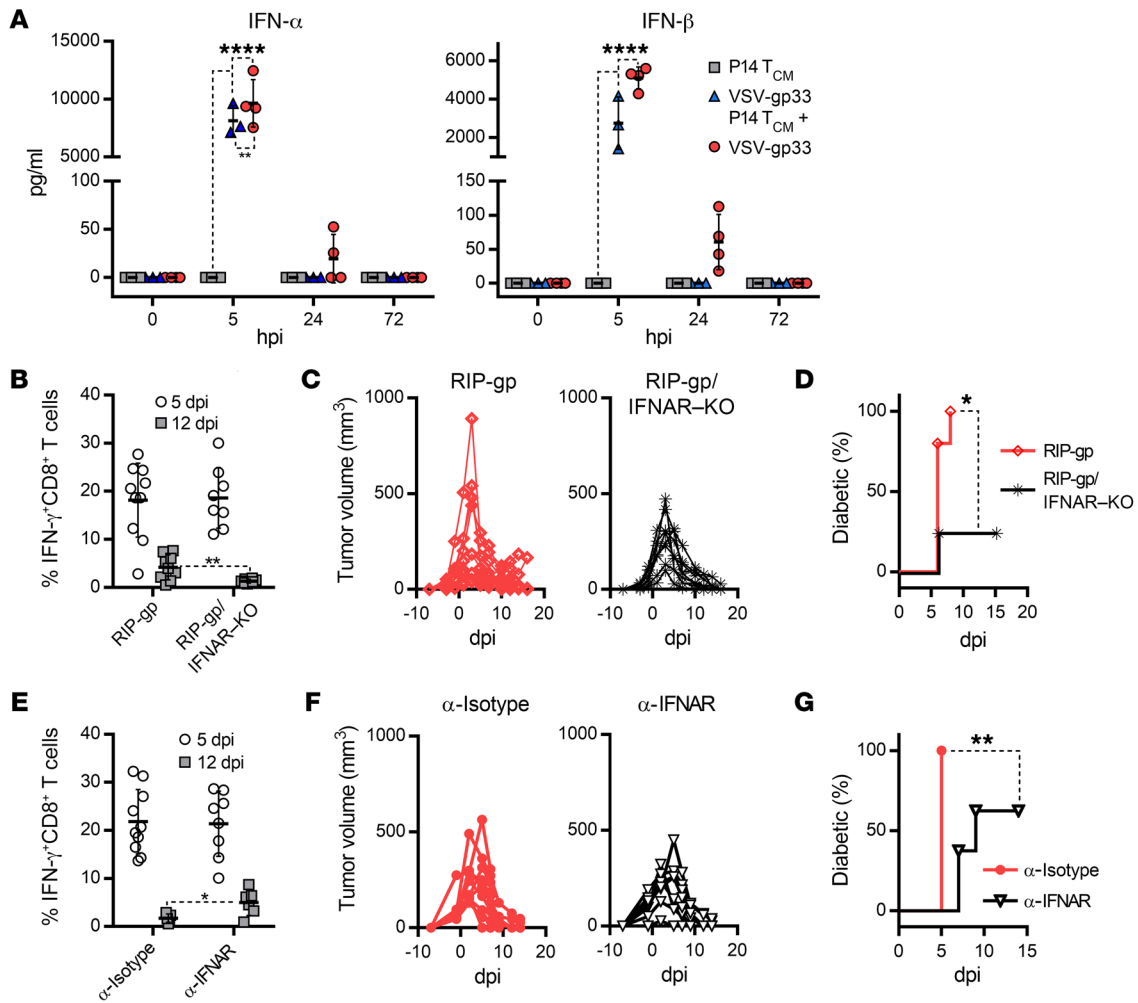 A
IFN-α
IFN-β
pg/ml
15000
10000
5000
100
50
0
****
**
0
5
24
72
hpi
6000
4000
2000
150
100
50
0
****
0
5
24
72
hpi
P14 TCM
VSV-gp33
P14 TCM +
VSV-gp33
B
% IFN-γ+CD8+ T cells
40
30
20
10
0
5 dpi
12 dpi
**
RIP-gp
RIP-gp/
IFNAR–KO
C
RIP-gp
Tumor volume (mm3)
1000
500
0
-10
0
10
20
dpi
RIP-gp/
IFNAR–KO
1000
500
0
-10
0
10
20
dpi
D
Diabetic (%)
100
50
0
*
0
5
10
15
20
dpi
RIP-gp
RIP-gp/
IFNAR–KO
E
% IFN-γ+CD8+ T cells
40
30
20
10
0
5 dpi
12 dpi
*
α-Isotype
α-IFNAR
F
α-Isotype
Tumor volume (mm3)
1000
500
0
-10
0
10
20
dpi
α-IFNAR
1000
500
0
-10
0
10
20
dpi
G
Diabetic (%)
100
50
0
**
0
5
10
15
dpi
α-Isotype
α-IFNAR